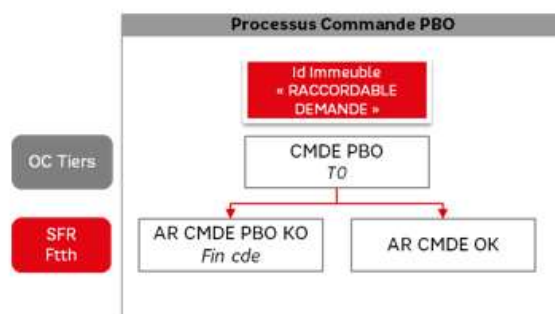 Processus Commande PBO
Id Immeuble
« RACCORDABLE
DEMANDE »
OC Tiers
CMDE PBO
T0
SFR
Ftth
AR CMDE PBO KO
Fin cde
AR CMDE OK